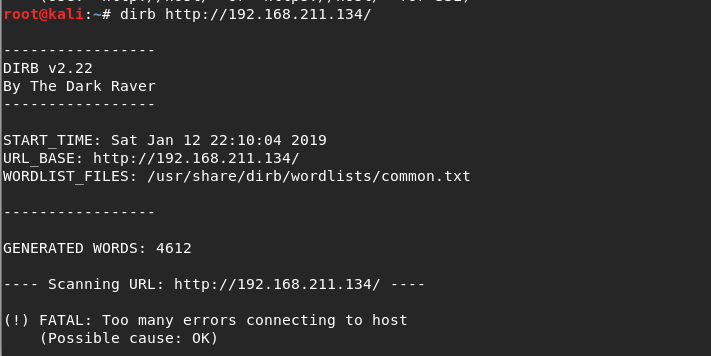 root@kali:~# dirb http://192.168.211.134/
-----------------
DIRB v2.22
By The Dark Raver
-----------------
START_TIME: Sat Jan 12 22:10:04 2019
URL_BASE: http://192.168.211.134/
WORDLIST_FILES: /usr/share/dirb/wordlists/common.txt
-----------------
GENERATED WORDS: 4612
---- Scanning URL: http://192.168.211.134/ ----
(!) FATAL: Too many errors connecting to host
(Possible cause: OK)